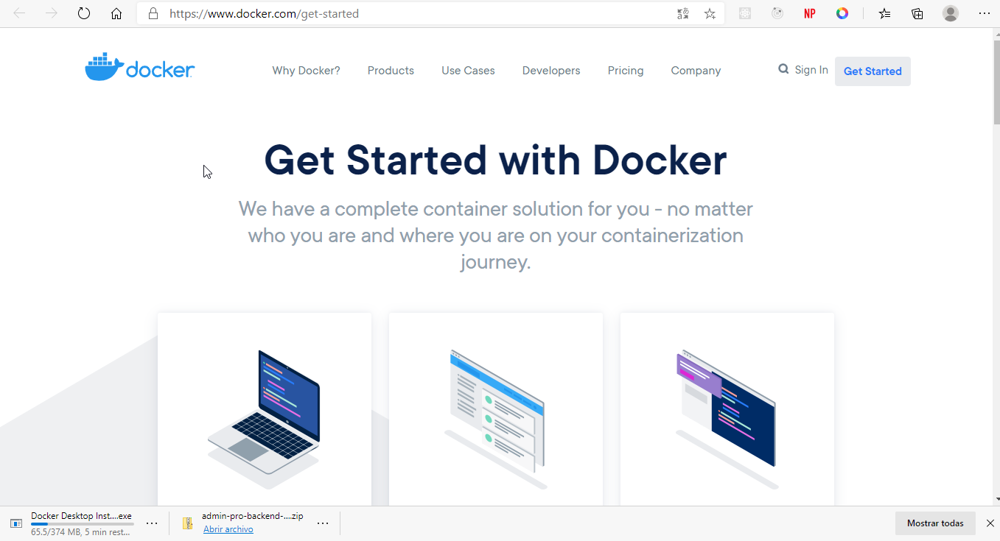 https://www.docker.com/get-started
NP
docker
Why Docker?
Products
Use Cases
Developers
Pricing
Company
Sign In
Get Started
Get Started with Docker
We have a complete container solution for you - no matter
who you are and where you are on your containerization
journey.
Docker Desktop Inst....exe
65.5/374 MB, 5 min rest...
admin-pro-backend-....zip
Abrir archivo
Mostrar todas